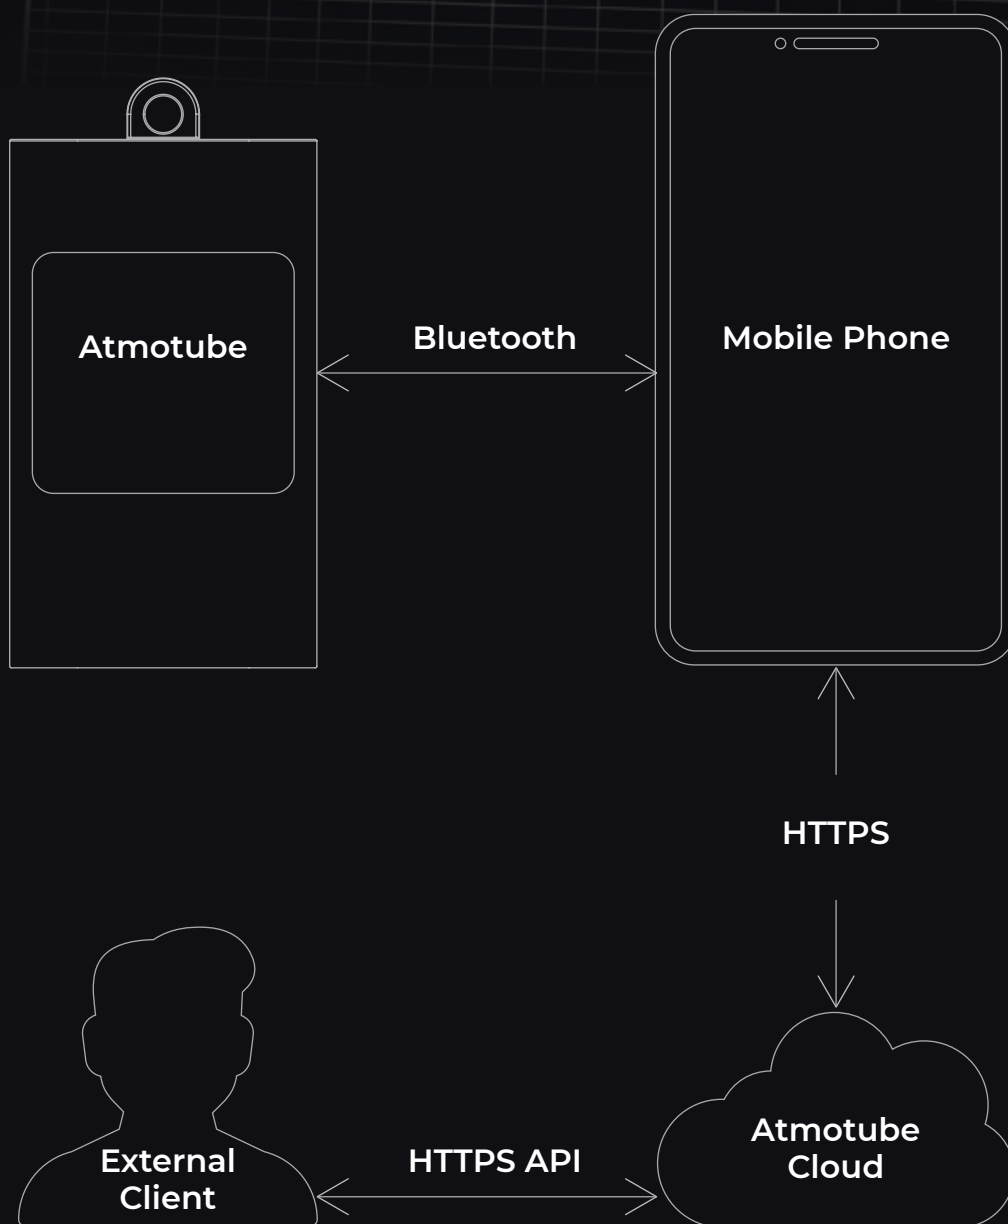 Atmotube
Bluetooth
Mobile Phone
HTTPS
External
Client
HTTPS API
Atmotube
Cloud